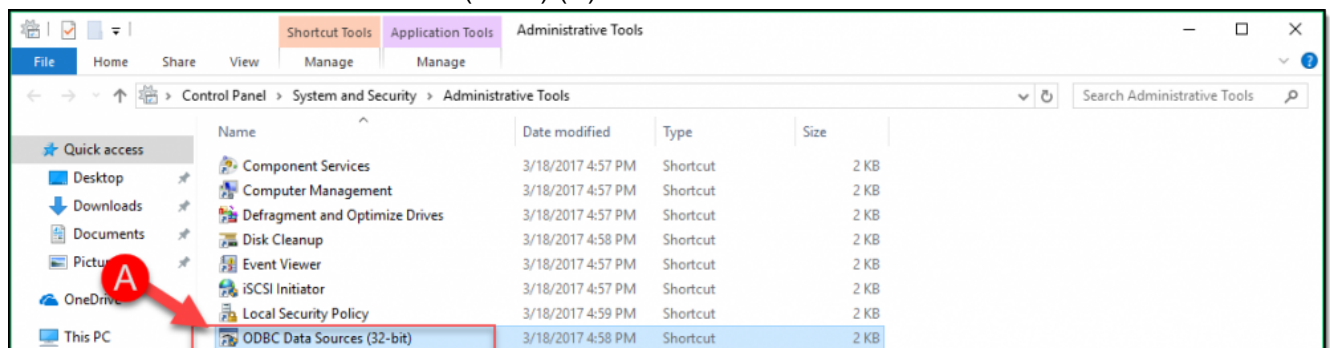 Shortcut Tools Application Tools Administrative Tools
File Home Share View Manage Manage
Control Panel > System and Security > Administrative Tools Search Administrative Tools
Name Date modified Type Size
Quick access
Component Services 3/18/2017 4:57 PM Shortcut 2 KB
Desktop
Computer Management 3/18/2017 4:57 PM Shortcut 2 KB
Downloads
Defragment and Optimize Drives 3/18/2017 4:57 PM Shortcut 2 KB
Documents
Disk Cleanup 3/18/2017 4:58 PM Shortcut 2 KB
Event Viewer 3/18/2017 4:57 PM Shortcut 2 KB
A
iSCSI Initiator 3/18/2017 4:57 PM Shortcut 2 KB
OneDrive
Local Security Policy 3/18/2017 4:59 PM Shortcut 2 KB
This PC
ODBC Data Sources (32-bit) 3/18/2017 4:58 PM Shortcut 2 KB